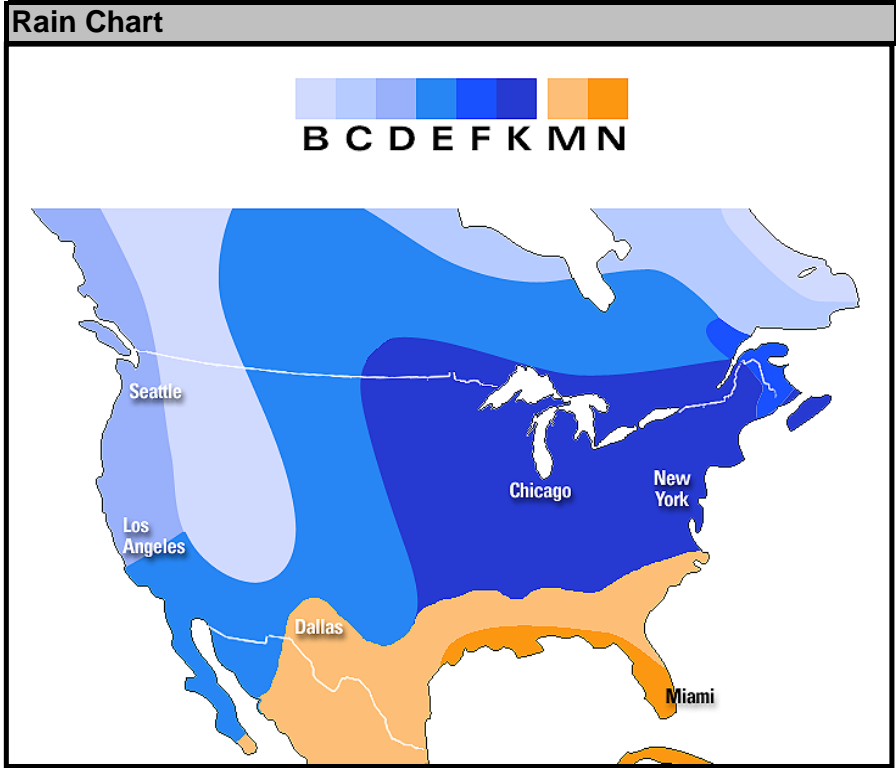 Rain Chart
B C D E F K M N
Seattle
Chicago
New
York
Los
Angeles
Dallas
Miami